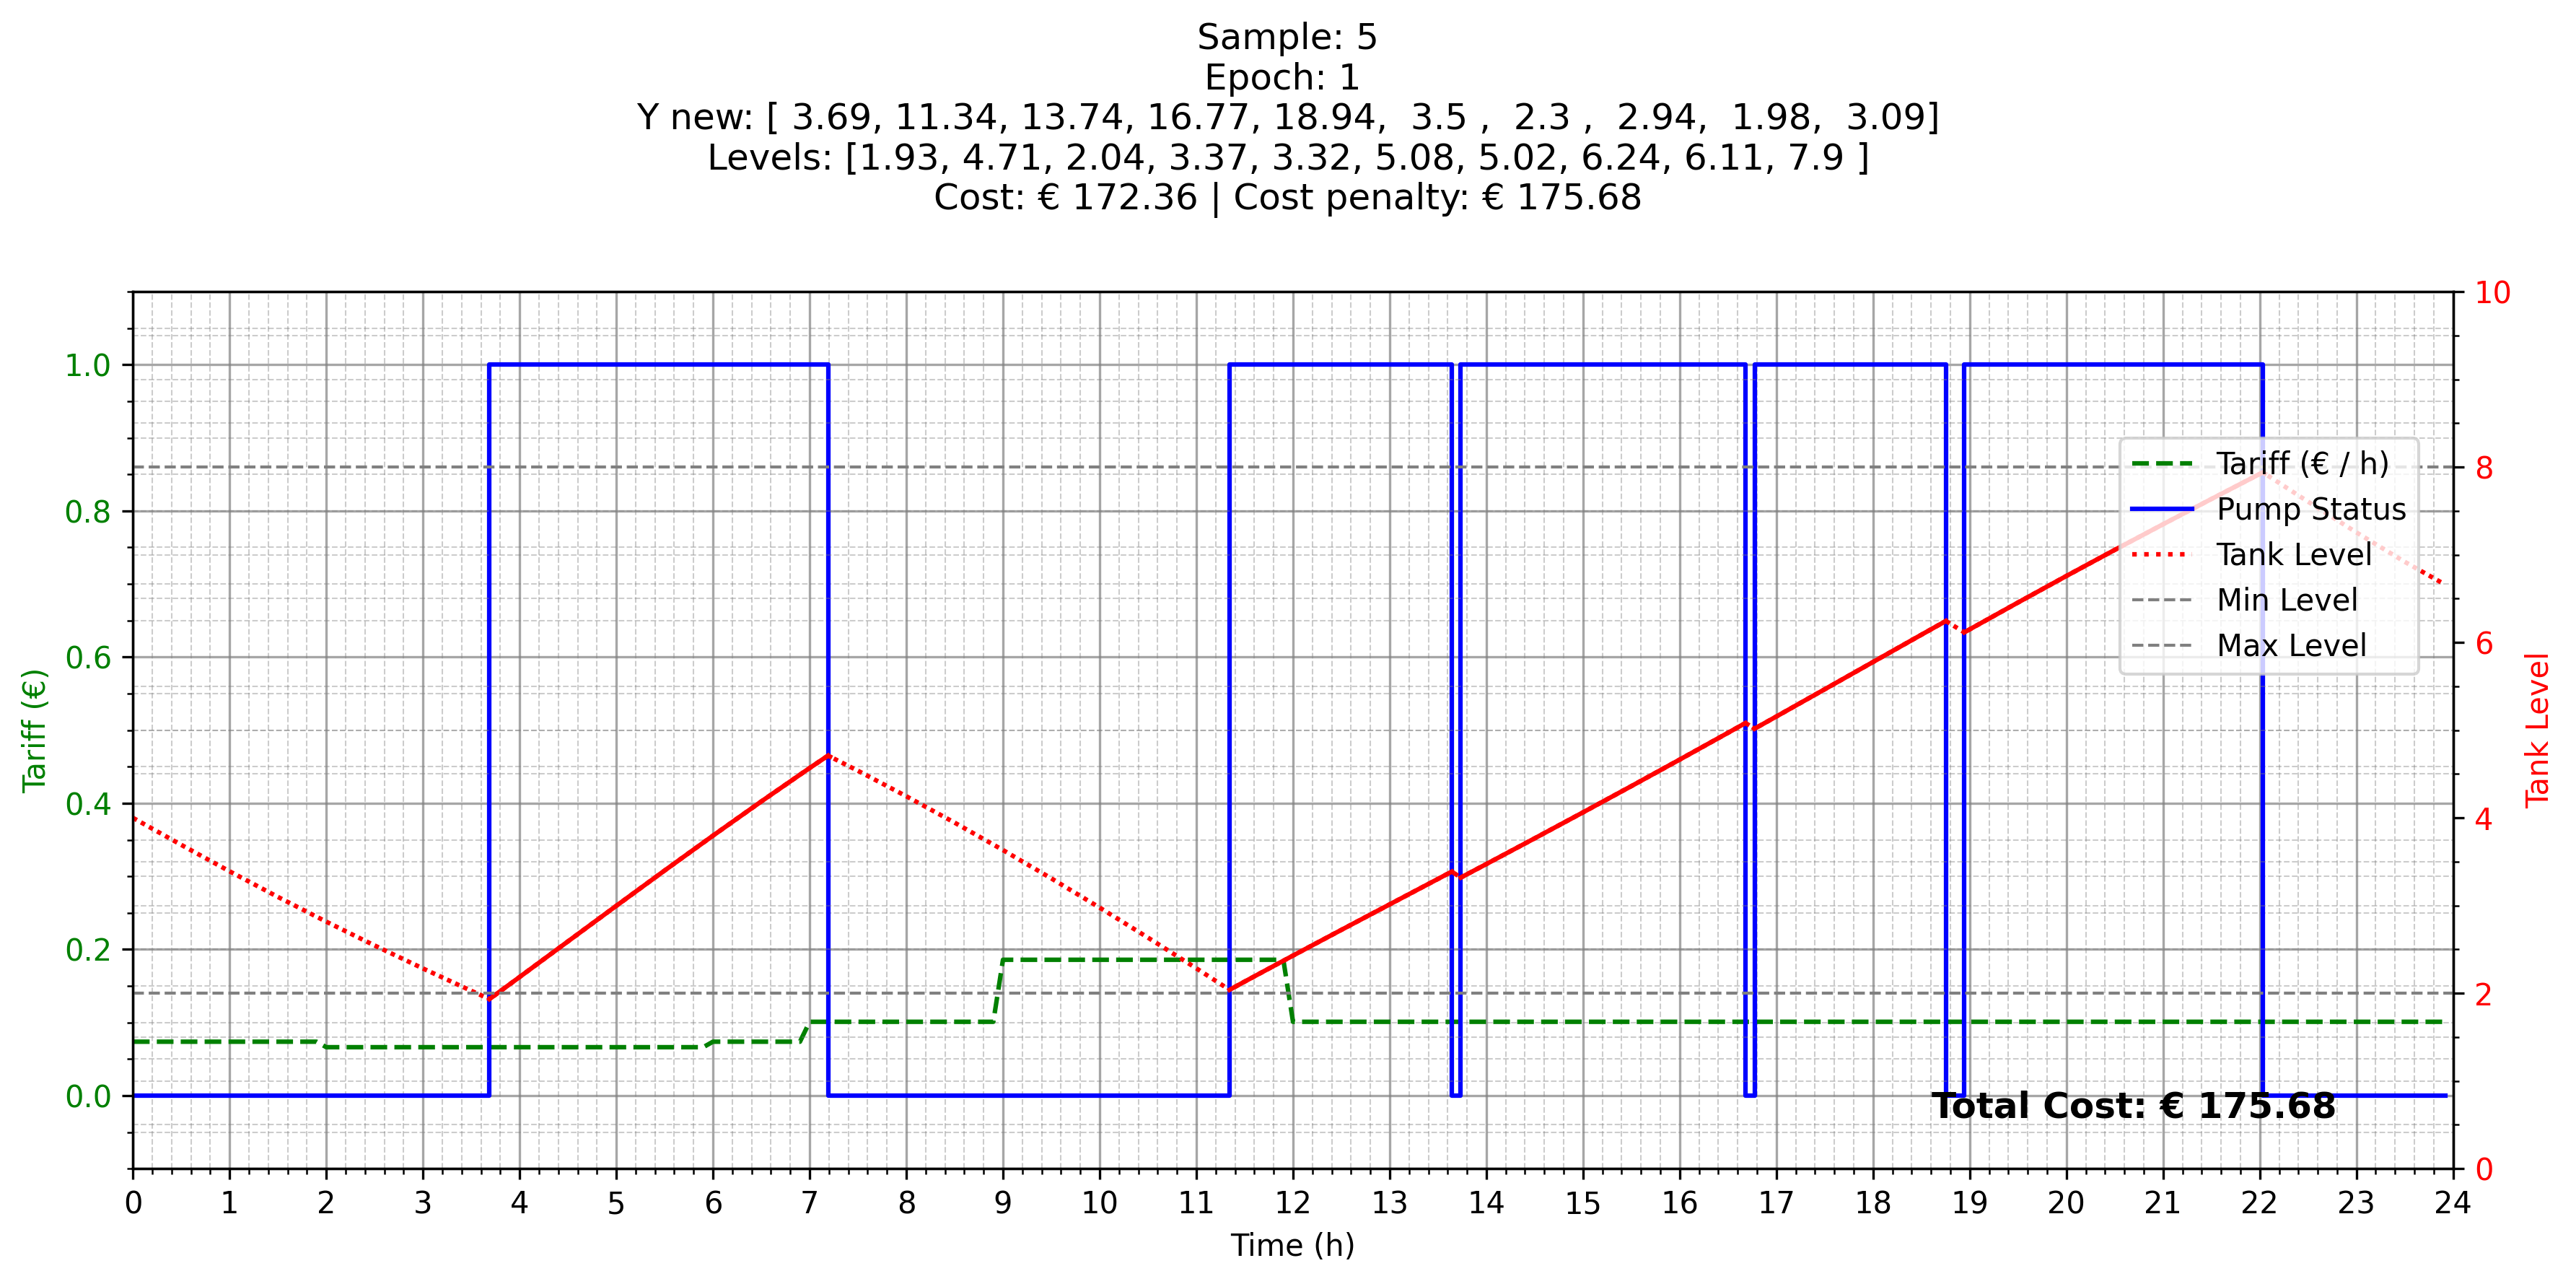 Sample: 5
Epoch: 1
Y new: [ 3.69, 11.34, 13.74, 16.77, 18.94,  3.5 ,  2.3 ,  2.94,  1.98,  3.09]
Levels: [1.93, 4.71, 2.04, 3.37, 3.32, 5.08, 5.02, 6.24, 6.11, 7.9 ]
Cost: € 172.36 | Cost penalty: € 175.68
10
1.0
8
Tariff (€ / h)
0.8
Pump Status
Tank Level
Min Level
Max Level
0.6
6
Tariff (€)
Tank Level
0.4
4
0.2
2
0.0
Total Cost: € 175.68
0
0 1 2 3 4 5 6 7 8 9 10 11 12 13 14 15 16 17 18 19 20 21 22 23 24
Time (h)